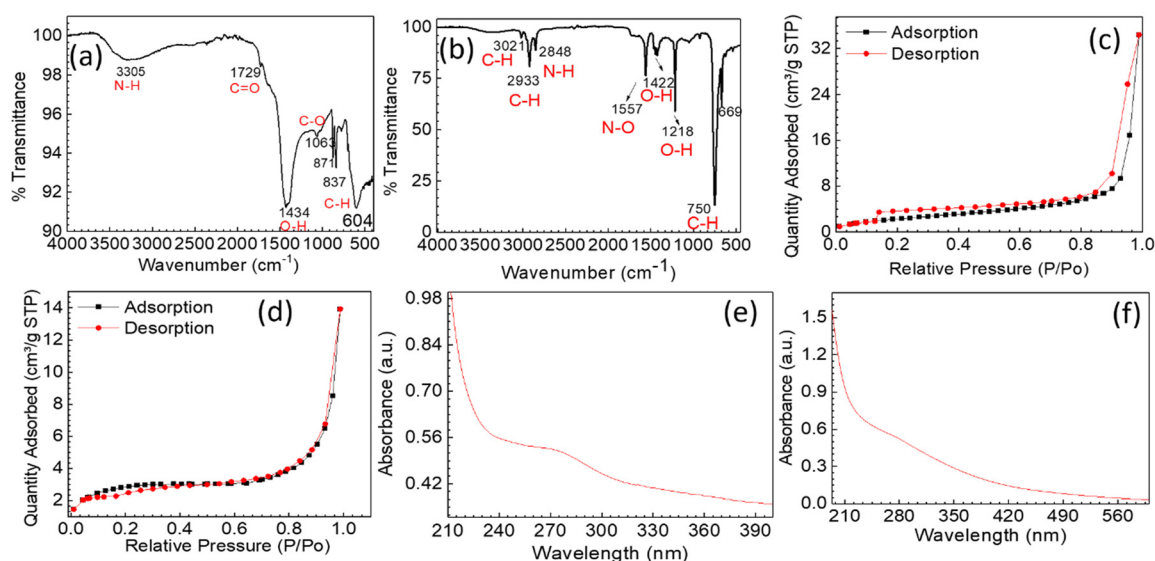 (a)
% Transmittance
100
98
96
94
92
90
3305
N-H
1729
C=O
C-O
1063
871
837
C-H
1434
O-H
604
4000
3000
2000
1000
400
Wavenumber (cm⁻¹)
(b)
% Transmittance
100
75
50
25
0
3021
C-H
2933
C-H
2848
N-H
1557
N-O
1422
O-H
1218
O-H
669
750
C-H
4000
3500
2500
1500
500
Wavenumber (cm⁻¹)
(c)
Adsorption
Desorption
Quantity Adsorbed (cm³/g STP)
32
24
16
8
0
0.0
0.2
0.4
0.6
0.8
1.0
Relative Pressure (P/Po)
(d)
Adsorption
Desorption
Quantity Adsorbed (cm³/g STP)
14
12
10
8
6
4
2
0.0
0.2
0.4
0.6
0.8
1.0
Relative Pressure (P/Po)
(e)
Absorbance (a.u.)
0.98
0.84
0.70
0.56
0.42
210
240
270
300
330
360
390
Wavelength (nm)
(f)
Absorbance (a.u.)
1.5
1.2
0.9
0.6
0.3
0.0
210
280
350
420
490
560
Wavelength (nm)